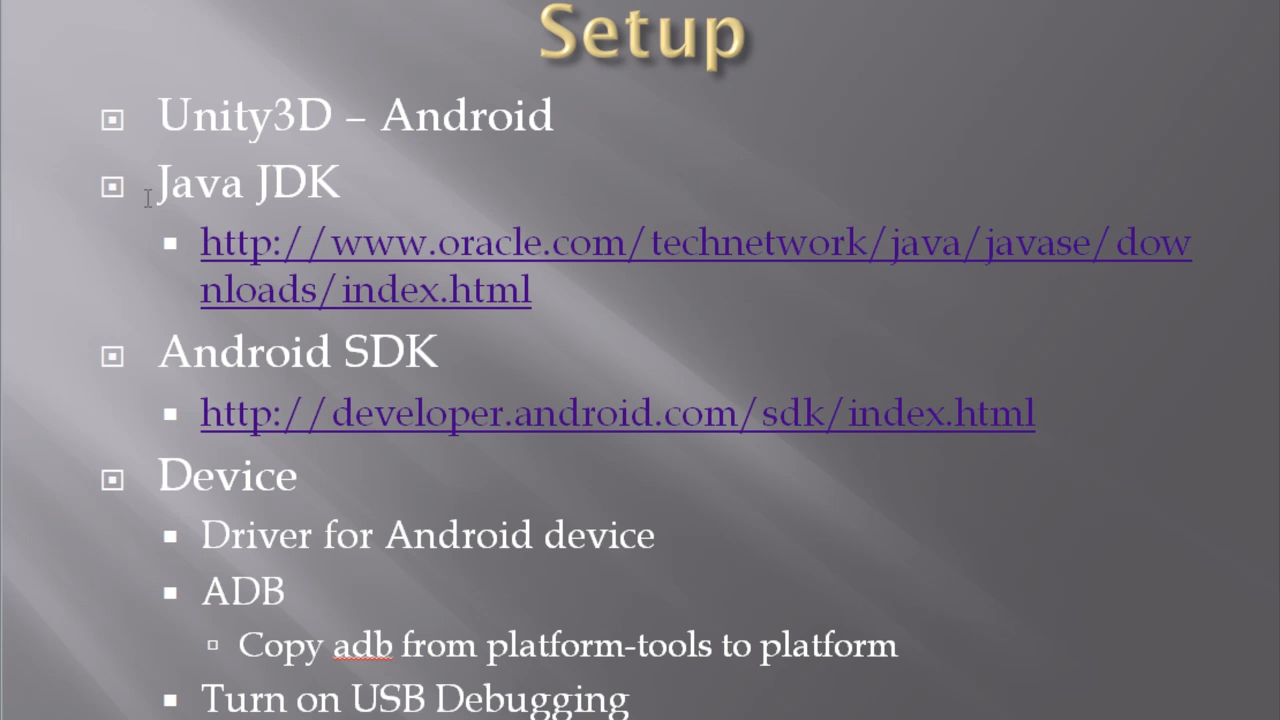 Setup
Unity3D – Android
Java JDK
http://www.oracle.com/technetwork/java/javase/dow
nloads/index.html
Android SDK
http://developer.android.com/sdk/index.html
Device
Driver for Android device
ADB
Copy adb from platform-tools to platform
Turn on USB Debugging